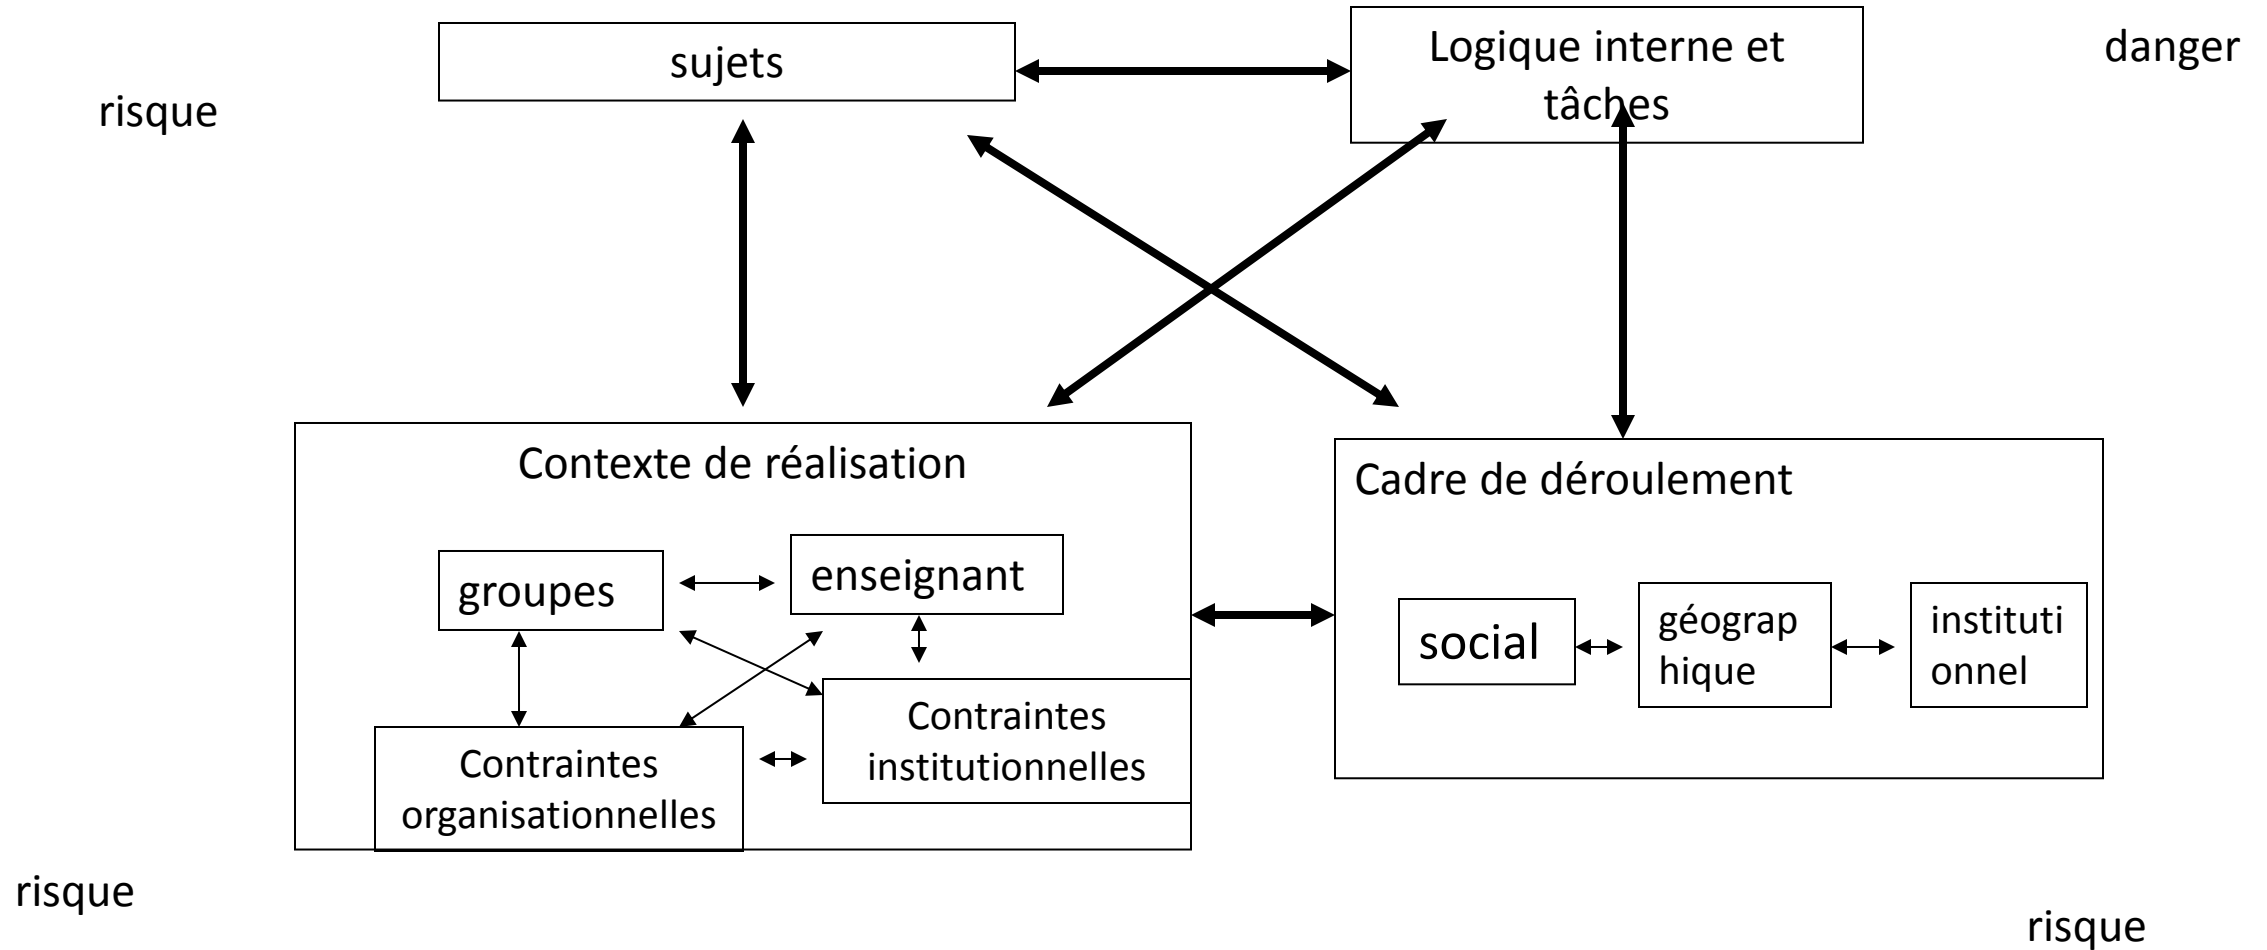 sujets
Logique interne et
tâches
danger
risque
Contexte de réalisation
Cadre de déroulement
groupes
enseignant
social
géograp
hique
instituti
onnel
Contraintes
organisationnelles
Contraintes
institutionnelles
risque
risque